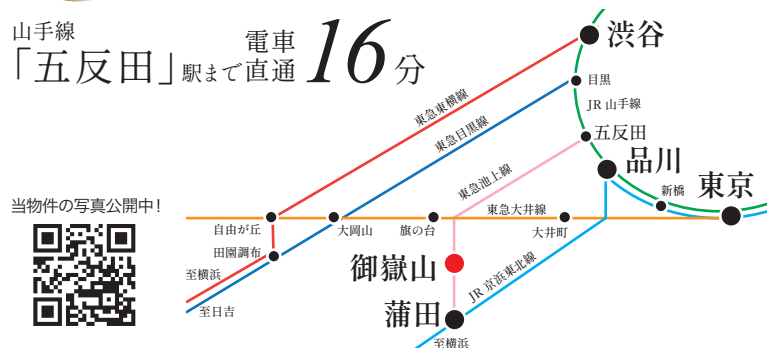 山手線
「五反田」駅まで 電車直通 16分
渋谷
目黒
JR 山手線
五反田
品川
新橋
東京
東急東横線
東急目黒線
東急池上線
東急大井線
当物件の写真公開中!
自由が丘
大岡山
旗の台
大井町
田園調布
御嶽山
JR 京浜東北線
至横浜
至日吉
蒲田
至横浜